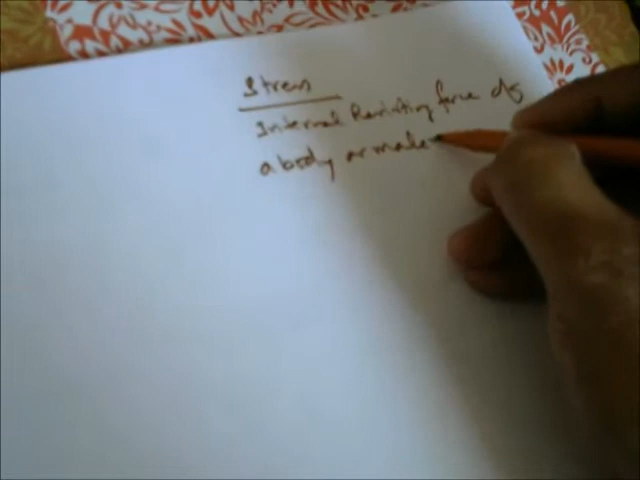 Stress
Internal Resisting force of
a body or mate